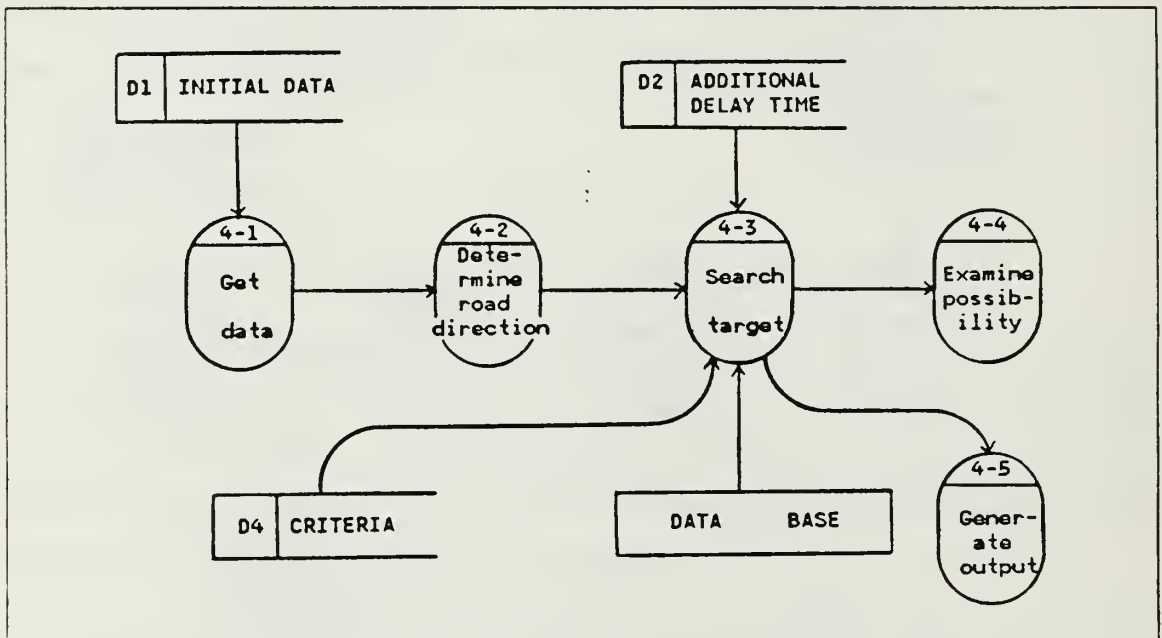 D1 INITIAL DATA
D2 ADDITIONAL
DELAY TIME
4-1
Get
data
4-2
Dete-
rmine
road
direction
4-3
Search
target
4-4
Examine
possib-
ility
D4 CRITERIA
DATA BASE
4-5
Gener-
ate
output